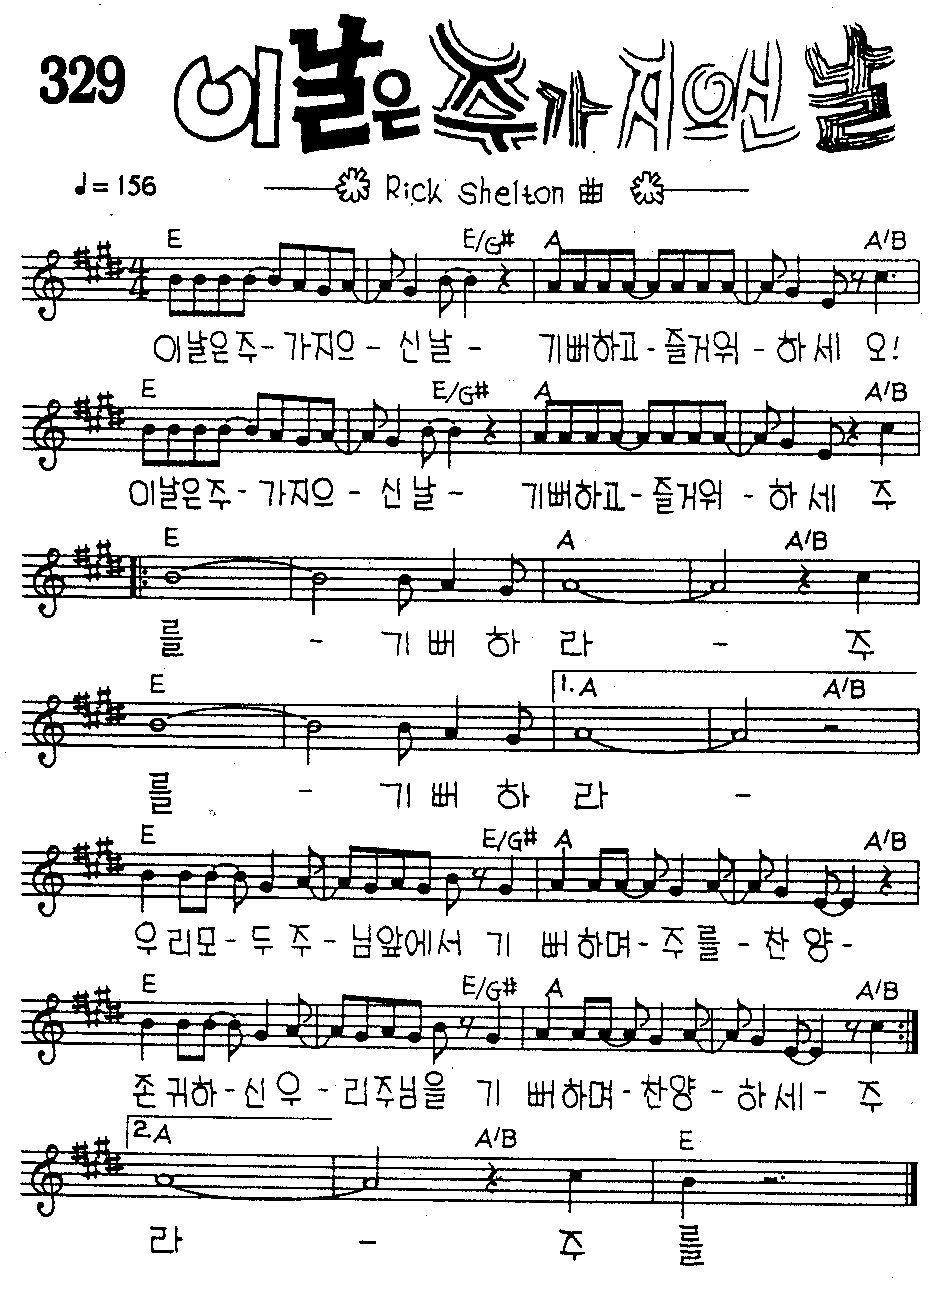 329 이날은 주가 지으신 날
♩= 156 Rick Shelton 曲
E E/G# A A/B
4/4
이날은주-가지으-신날- 기뻐하고-즐거워-하세 오!
E E/G# A A/B
이날은주-가지으-신날- 기뻐하고-즐거워-하세 주
E A A/B
를 - 기뻐하라 - 주
E 1. A A/B
를 - 기뻐하라 -
E E/G# A A/B
우리모-두주-님앞에서 기뻐하며-주를-찬양-
E E/G# A A/B
존귀하-신우-리주님을 기뻐하며-찬양-하세- 주
2. A A/B E
라 - 주 를